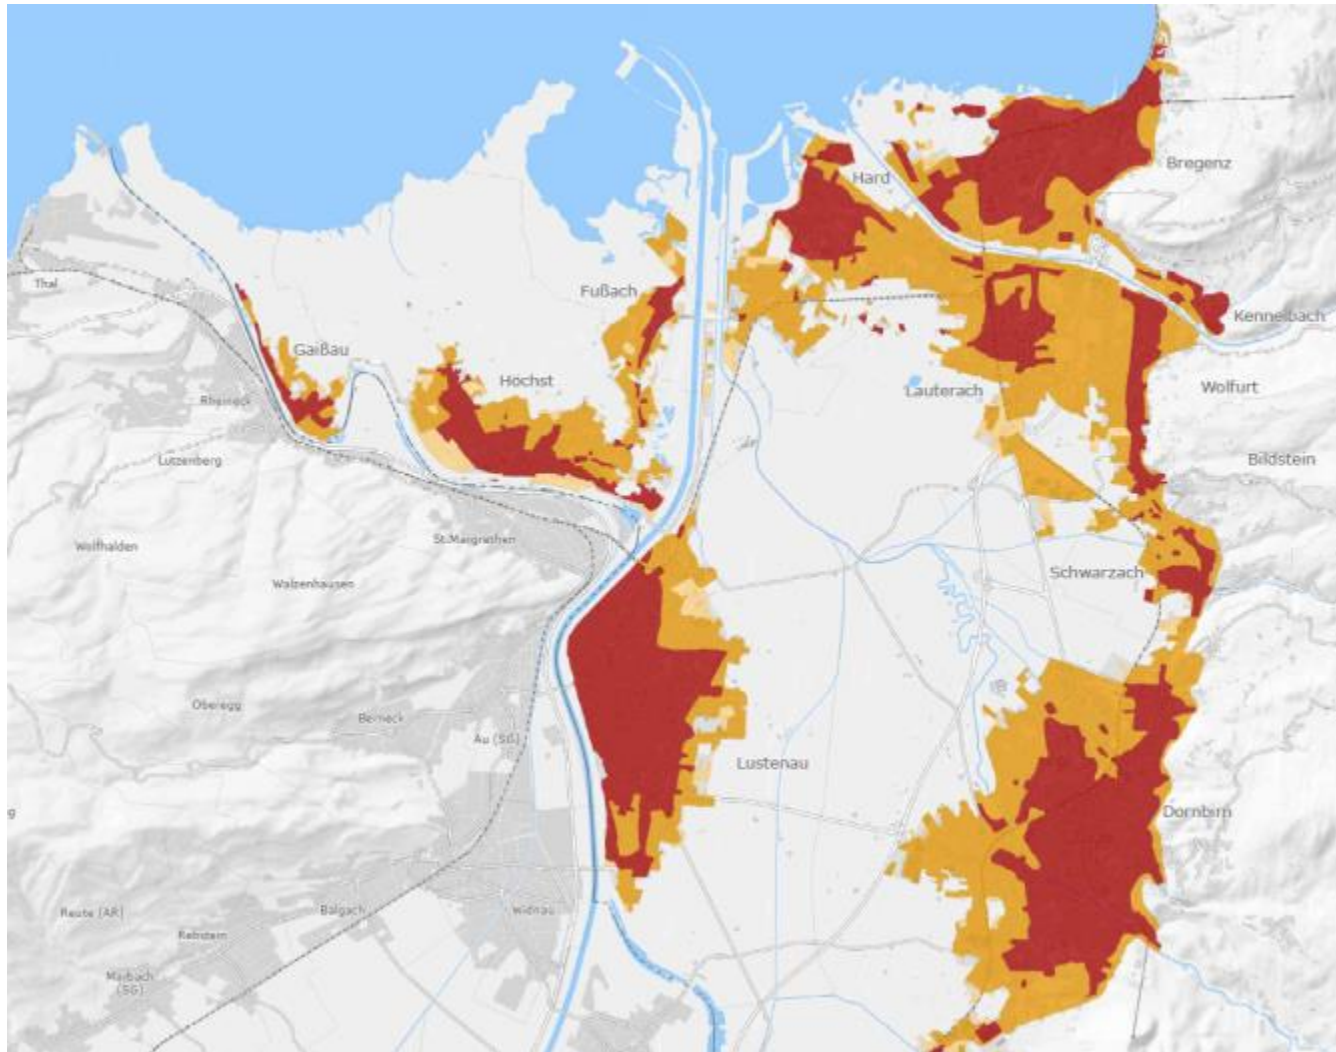 Bregenz
Hard
Thal
Fußach
Kennelbach
Gaißau
Höchst
Wolfurt
Lauterach
Rheineck
Lutzenberg
Bildstein
St.Margrethen
Wolfhalden
Schwarzach
Walzenhausen
Oberegg
Berneck
Au (SG)
Lustenau
g
Dornbirn
Reute (AR)
Balgach
Widnau
Rebstein
Marbach
(SG)